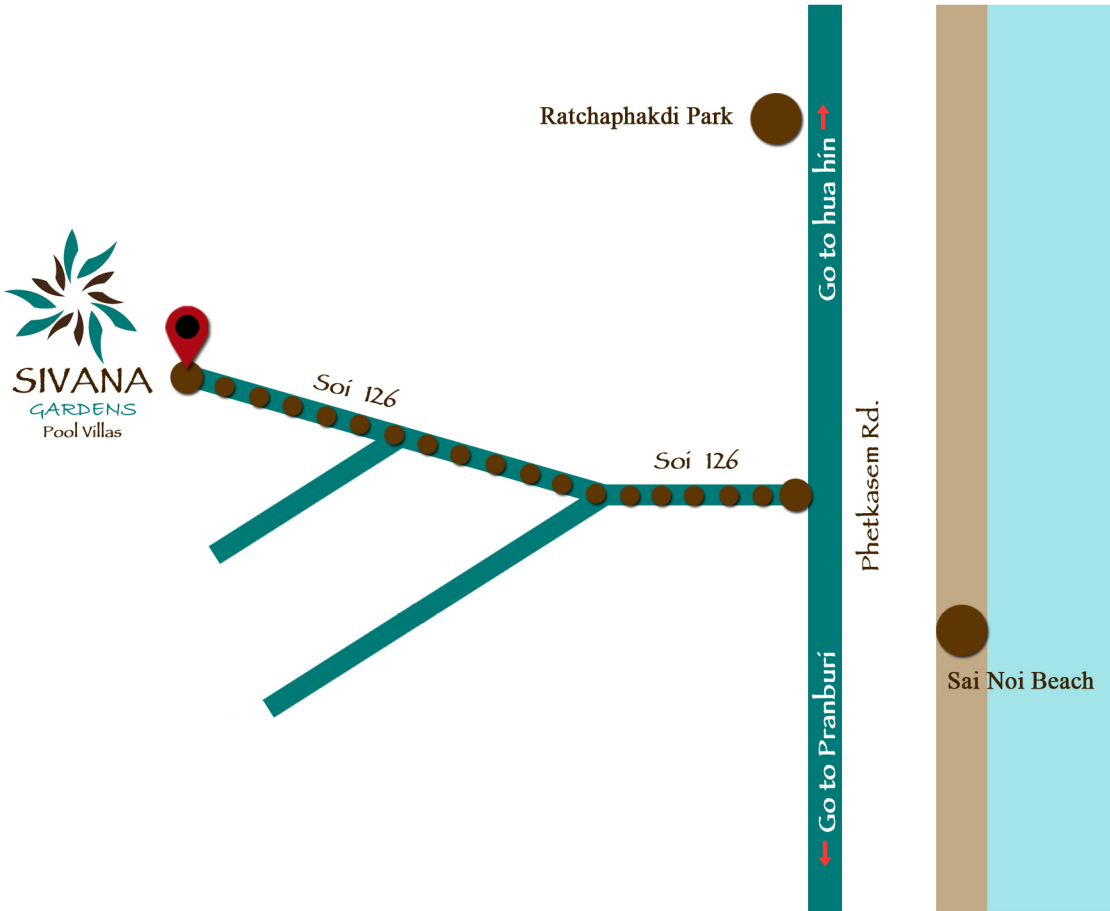 Ratchaphakdi Park
Go to hua hin
SIVANA
GARDENS
Pool Villas
Soi 126
Soi 126
Phetkasem Rd.
Go to Pranburi
Sai Noi Beach